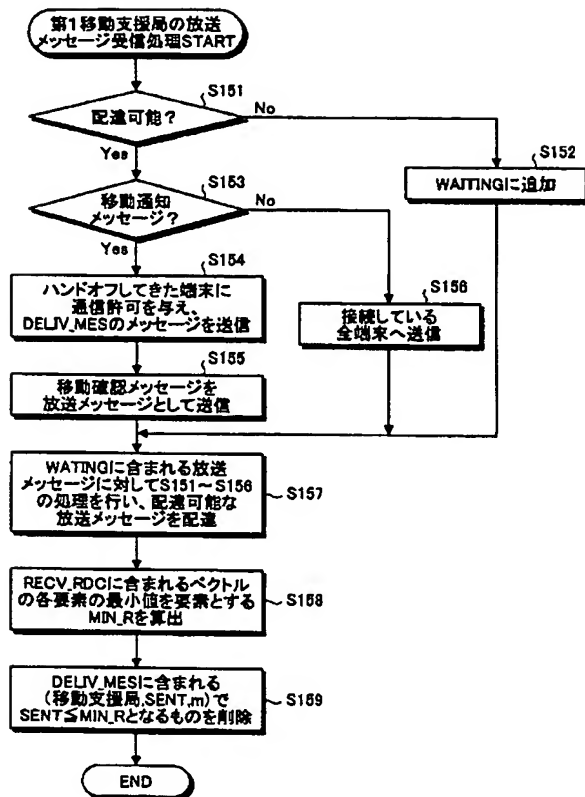 第1移動支援局の放送
メッセージ受信処理START
S151
配達可能?
No
Yes
S152
WAITINGに追加
S153
移動通知
メッセージ?
No
Yes
S154
ハンドオフしてきた端末に
通信許可を与え、
DELIV_MESのメッセージを送信
S156
接続している
全端末へ送信
S155
移動確認メッセージを
放送メッセージとして送信
WATINGに含まれる放送
メッセージに対してS151〜S156
の処理を行い、配達可能な
放送メッセージを配達
S157
RECV_RDCに含まれるベクトル
の各要素の最小値を要素とする
MIN_Rを算出
S158
DELIV_MESに含まれる
(移動支援局,SENT,m)で
SENT≦MIN_Rとなるものを削除
S159
END